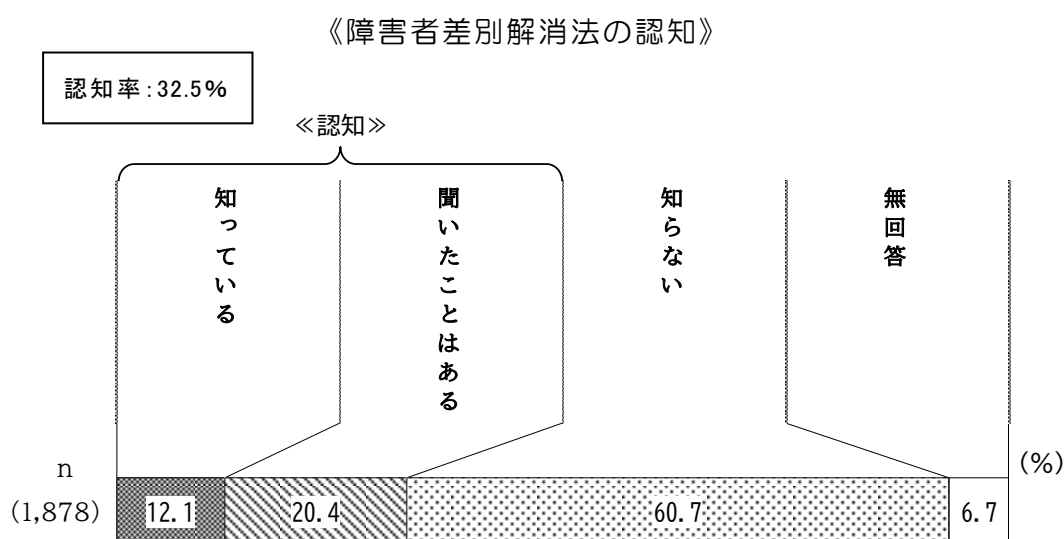 《障害者差別解消法の認知》
認知率:32.5%
≪認知≫
知っている
聞いたことはある
知らない
無回答
n
(1,878)
12.1
20.4
60.7
6.7
(%)